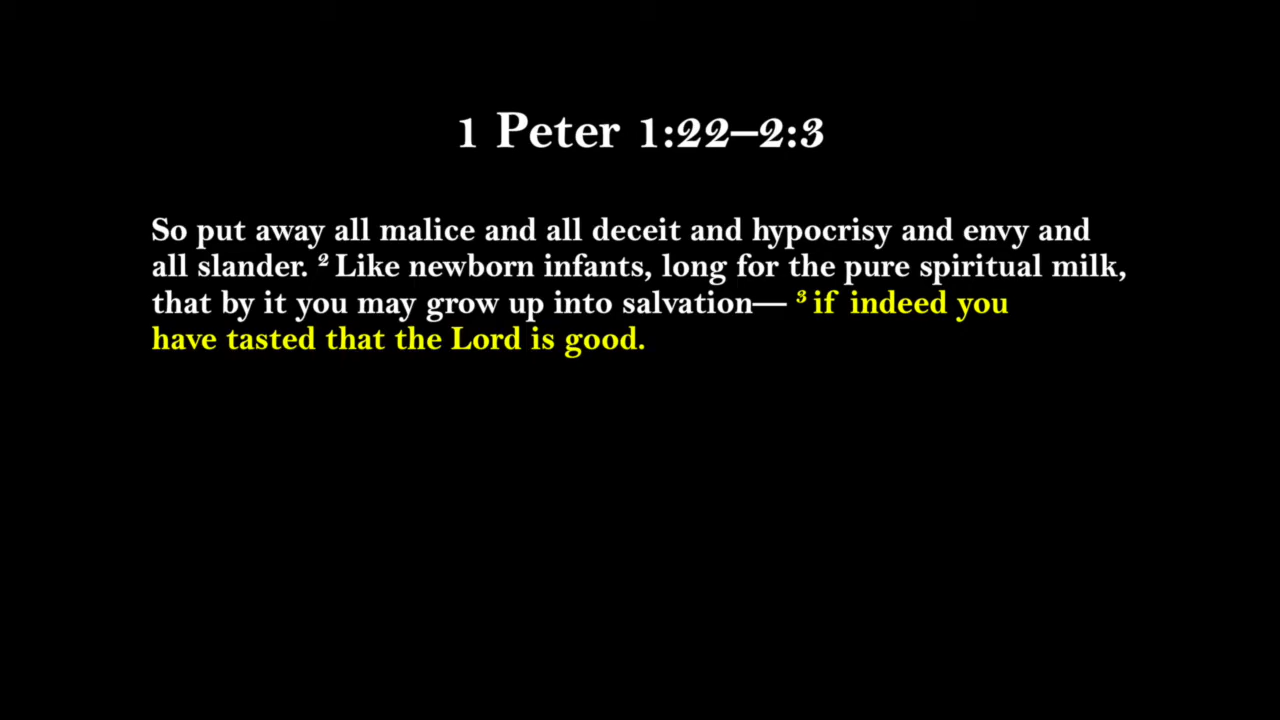 1 Peter 1:22–2:3
So put away all malice and all deceit and hypocrisy and envy and
all slander. ² Like newborn infants, long for the pure spiritual milk,
that by it you may grow up into salvation— ³ if indeed you
have tasted that the Lord is good.